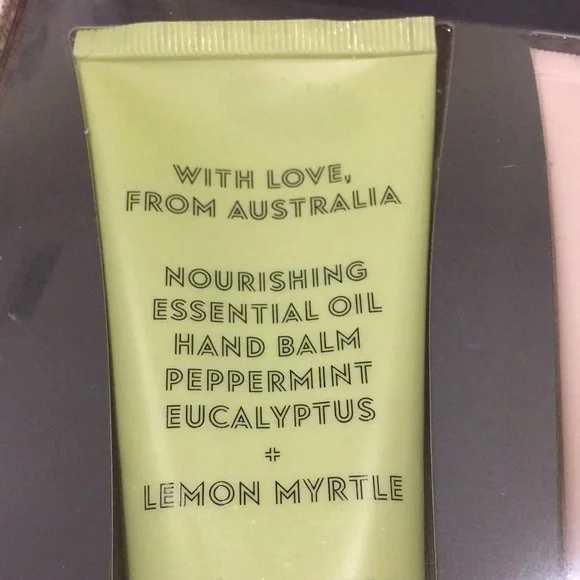 WITH LOVE,
FROM AUSTRALIA
NOURISHING
ESSENTIAL OIL
HAND BALM
PEPPERMINT
EUCALYPTUS
+
LEMON MYRTLE